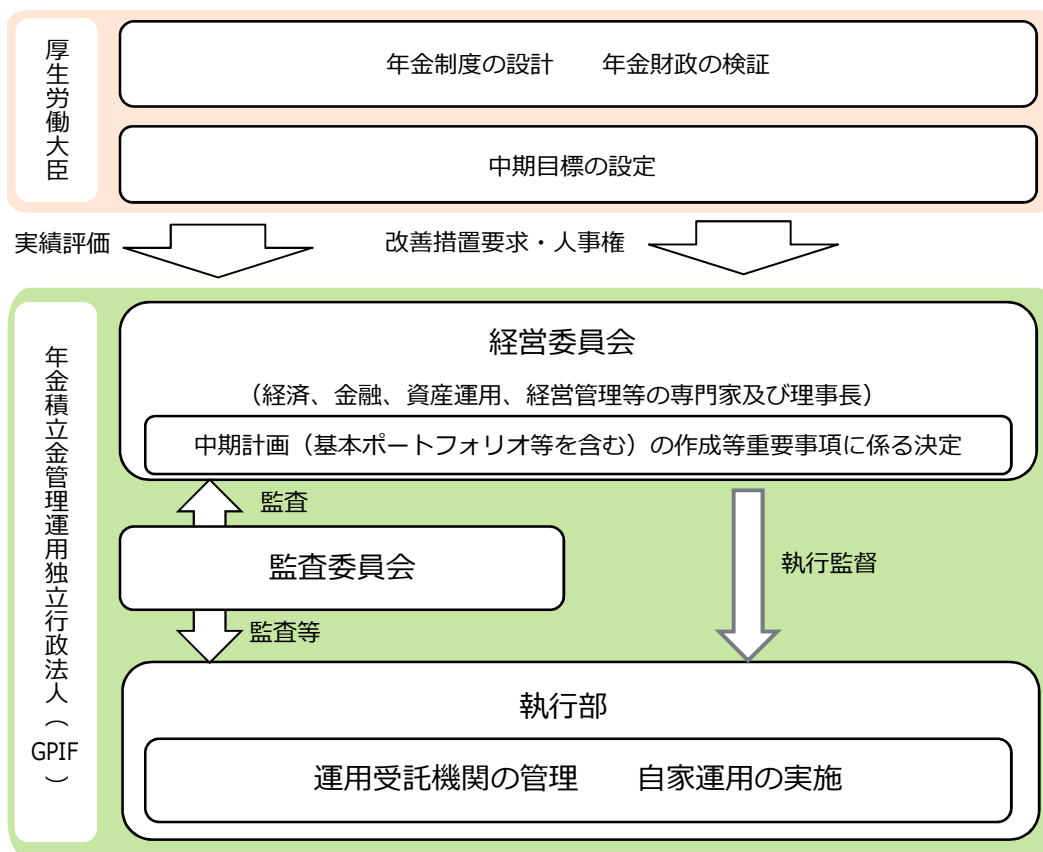 厚生労働大臣
年金制度の設計　　年金財政の検証
中期目標の設定
実績評価
改善措置要求・人事権
年金積立金管理運用独立行政法人（GPIF）
経営委員会
（経済、金融、資産運用、経営管理等の専門家及び理事長）
中期計画（基本ポートフォリオ等を含む）の作成等重要事項に係る決定
監査
監査委員会
執行監督
監査等
執行部
運用受託機関の管理　　自家運用の実施